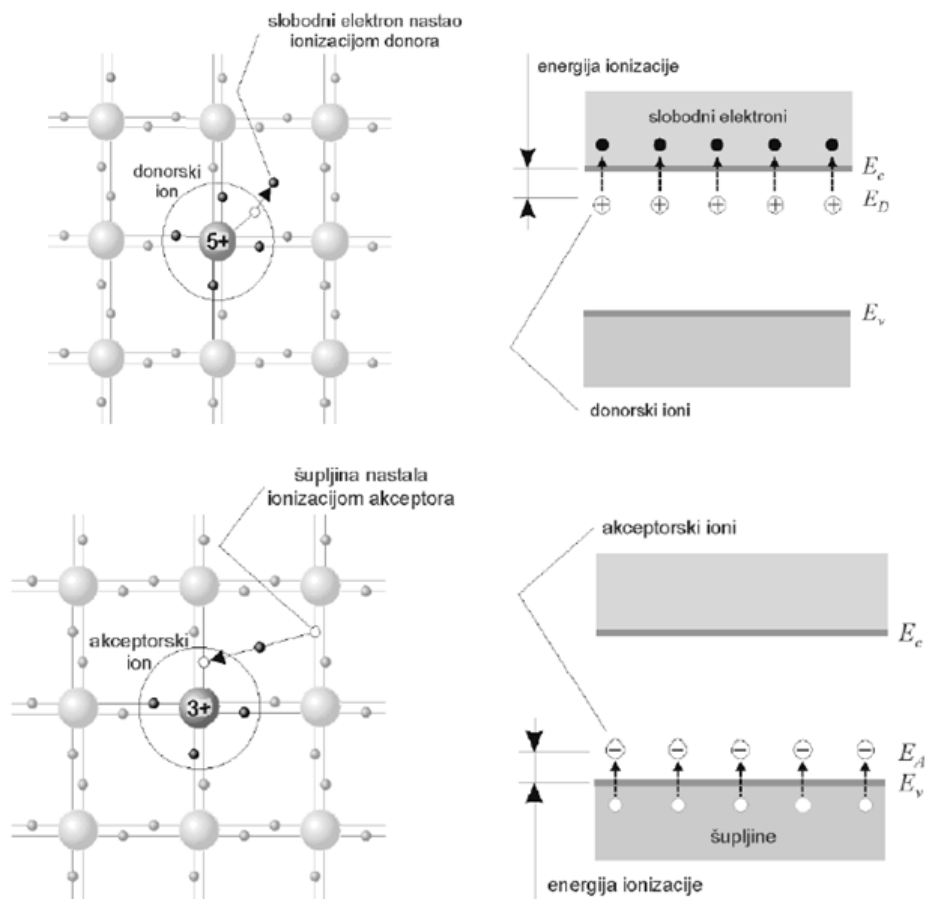 slobodni elektron nastao
ionizacijom donora
donorski
ion
5+
energija ionizacije
slobodni elektroni
E_c
E_D
E_v
donorski ioni
šupljina nastala
ionizacijom akceptora
akceptorski
ion
3+
akceptorski ioni
E_c
E_A
E_v
šupljine
energija ionizacije